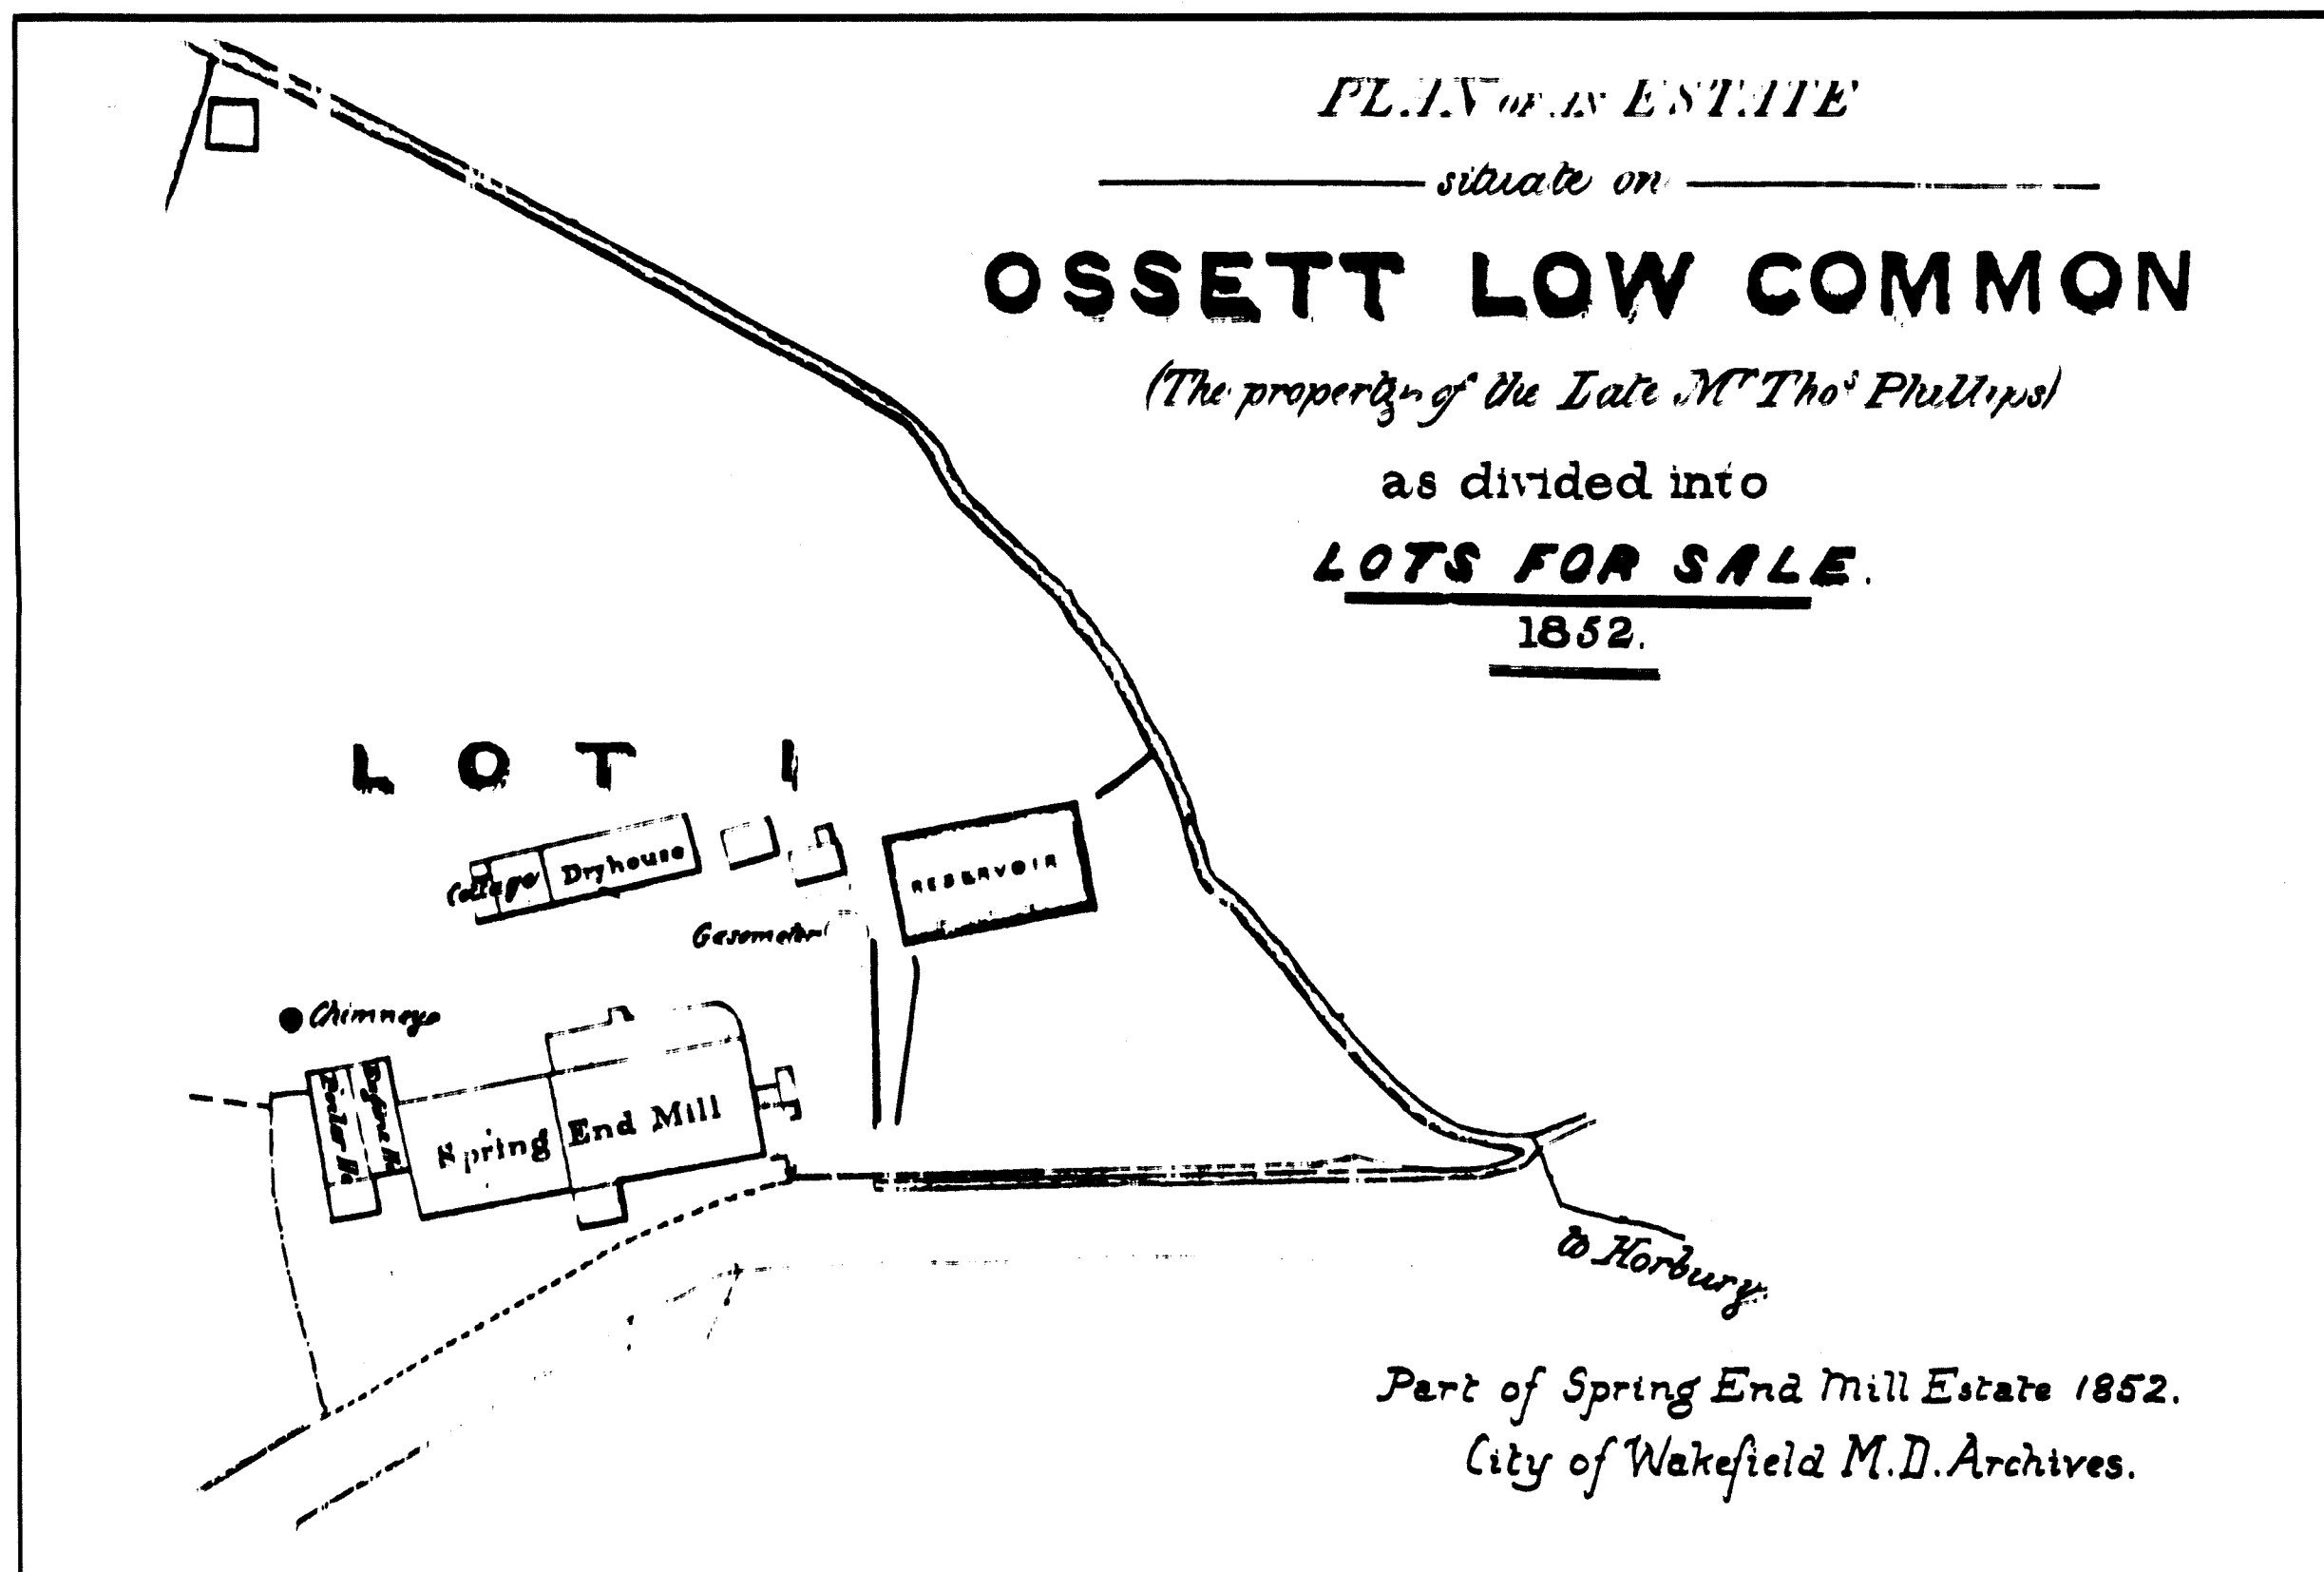 PLAN OF AN ESTATE
situate on
OSSETT LOW COMMON
(The property of the Late Mr Thos Phillips)
as divided into
LOTS FOR SALE.
1852.
LOT 1
Cottage
Dryhouse
RESERVOIR
Gasometer
Chimney
Boiler Ho
Engine Ho
Spring End Mill
to Horbury.
Part of Spring End Mill Estate 1852.
City of Wakefield M.D. Archives.